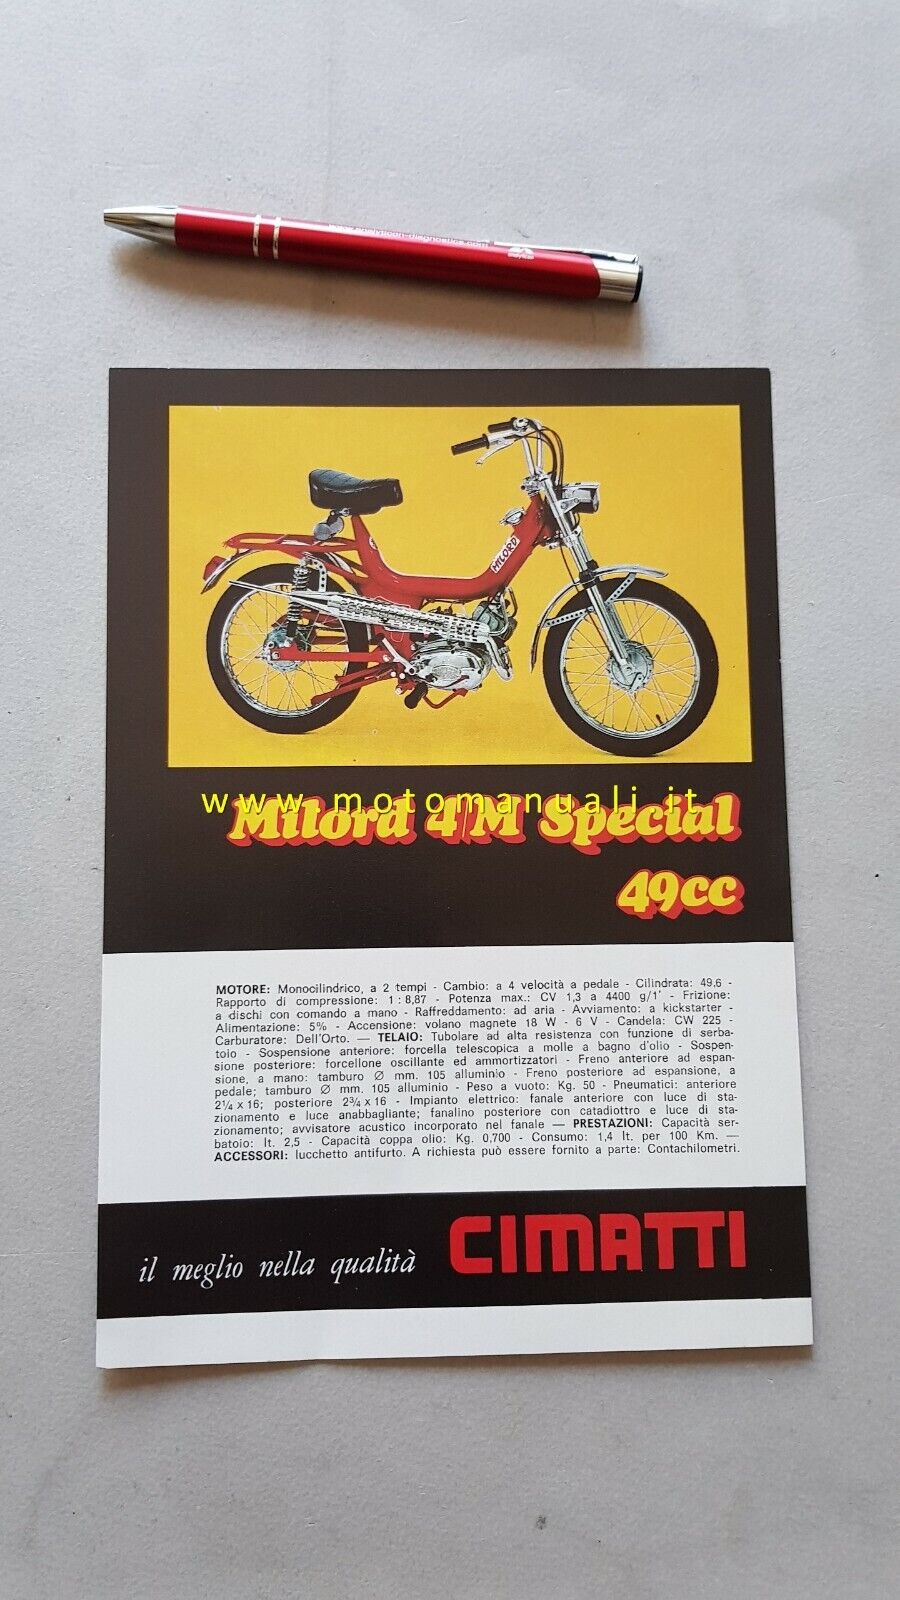 www.analyticon-diagnostics.com
analyticon
MILORD
www.motomanuali.it
Milord 4/M Special
49cc
MOTORE: Monocilindrico, a 2 tempi - Cambio: a 4 velocità a pedale - Cilindrata: 49,6 -
Rapporto di compressione: 1 : 8,87 - Potenza max.: CV 1,3 a 4400 g/1' - Frizione:
a dischi con comando a mano - Raffreddamento: ad aria - Avviamento: a kickstarter -
Alimentazione: 5% - Accensione: volano magnete 18 W - 6 V - Candela: CW 225 -
Carburatore: Dell'Orto. — TELAIO: Tubolare ad alta resistenza con funzione di serba-
toio - Sospensione anteriore: forcella telescopica a molle a bagno d'olio - Sospen-
sione posteriore: forcellone oscillante ed ammortizzatori - Freno anteriore ad espan-
sione, a mano: tamburo Ø mm. 105 alluminio - Freno posteriore ad espansione, a
pedale; tamburo Ø mm. 105 alluminio - Peso a vuoto: Kg. 50 - Pneumatici: anteriore
2¼ x 16; posteriore 2¾ x 16 - Impianto elettrico: fanale anteriore con luce di sta-
zionamento e luce anabbagliante; fanalino posteriore con catadiottro e luce di sta-
zionamento; avvisatore acustico incorporato nel fanale — PRESTAZIONI: Capacità ser-
batoio: lt. 2,5 - Capacità coppa olio: Kg. 0,700 - Consumo: 1,4 lt. per 100 Km. —
ACCESSORI: lucchetto antifurto. A richiesta può essere fornito a parte: Contachilometri.
il meglio nella qualità CIMATTI